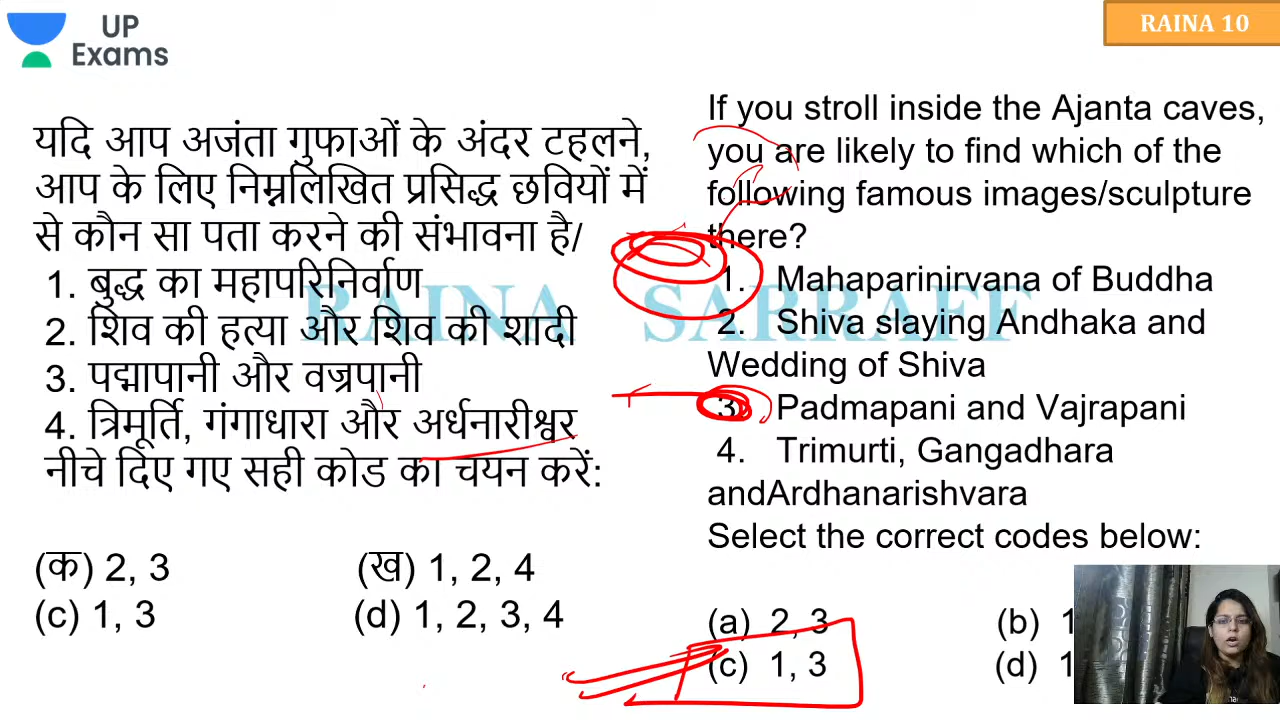 UP
Exams
RAINA 10
यदि आप अजंता गुफाओं के अंदर टहलने,
आप के लिए निम्नलिखित प्रसिद्ध छवियों में
से कौन सा पता करने की संभावना है/
1. बुद्ध का महापरिनिर्वाण
2. शिव की हत्या और शिव की शादी
3. पद्मापानी और वज्रपानी
4. त्रिमूर्ति, गंगाधारा और अर्धनारीश्वर
नीचे दिए गए सही कोड का चयन करें:
(क) 2, 3 (ख) 1, 2, 4
(c) 1, 3 (d) 1, 2, 3, 4
If you stroll inside the Ajanta caves,
you are likely to find which of the
following famous images/sculpture
there?
1. Mahaparinirvana of Buddha
2. Shiva slaying Andhaka and
Wedding of Shiva
3. Padmapani and Vajrapani
4. Trimurti, Gangadhara
andArdhanarishvara
Select the correct codes below:
(a) 2, 3 (b) 1
(c) 1, 3 (d) 1
RAINA SARRAFF